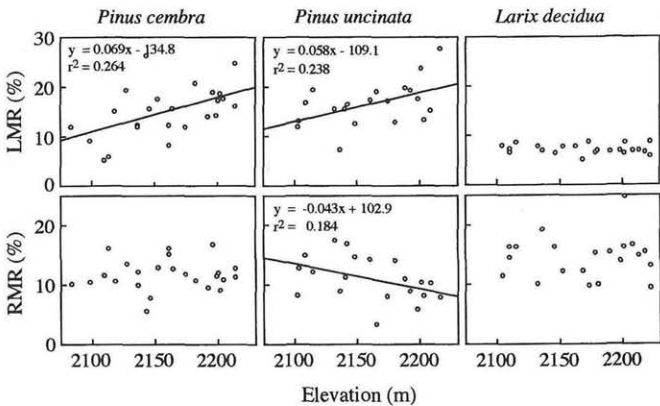 Pinus cembra Pinus uncinata Larix decidua
30
20
10
0
LMR (%)
y = 0.069x - 134.8
r² = 0.264
y = 0.058x - 109.1
r² = 0.238
20
10
0
RMR (%)
y = -0.043x + 102.9
r² = 0.184
2100 2150 2200 2100 2150 2200 2100 2150 2200
Elevation (m)